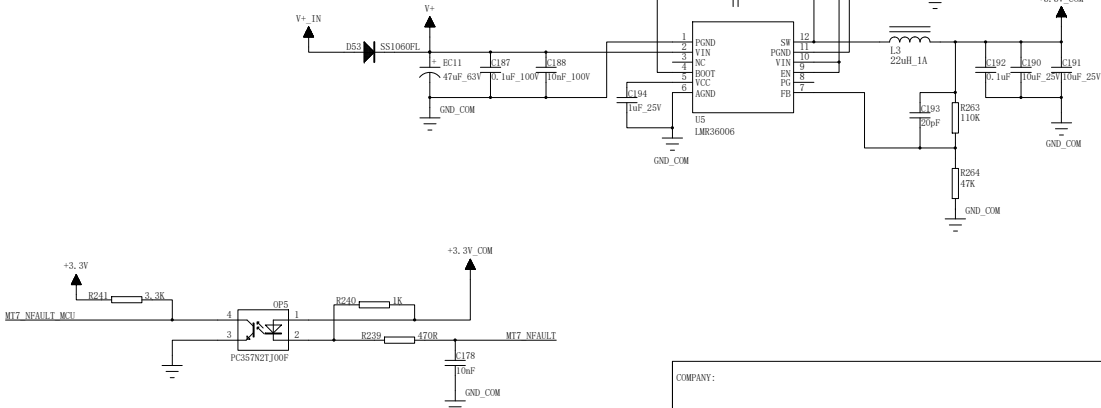 V+_IN
V+
D53 SS1060FL
EC11
47uF_63V
C187
0.1uF_100V
C188
10nF_100V
GND_COM
1 PGND
2 VIN
3 NC
4 BOOT
5 VCC
6 AGND
SW 12
PGND 11
VIN 10
EN 9
PG 8
FB 7
U5
LMR36006
C194
1uF_25V
GND_COM
L3
22uH_1A
C192
0.1uF
C190
10uF_25V
C191
10uF_25V
GND_COM
C193
20pF
R263
110K
R264
47K
GND_COM
+3.3V
R241 3.3K
MT7_NFAULT_MCU
OP5
4
3
1
2
PC357N2TJ00F
+3.3V_COM
R240 1K
R239 470R
MT7_NFAULT
C178
10nF
GND_COM
COMPANY: